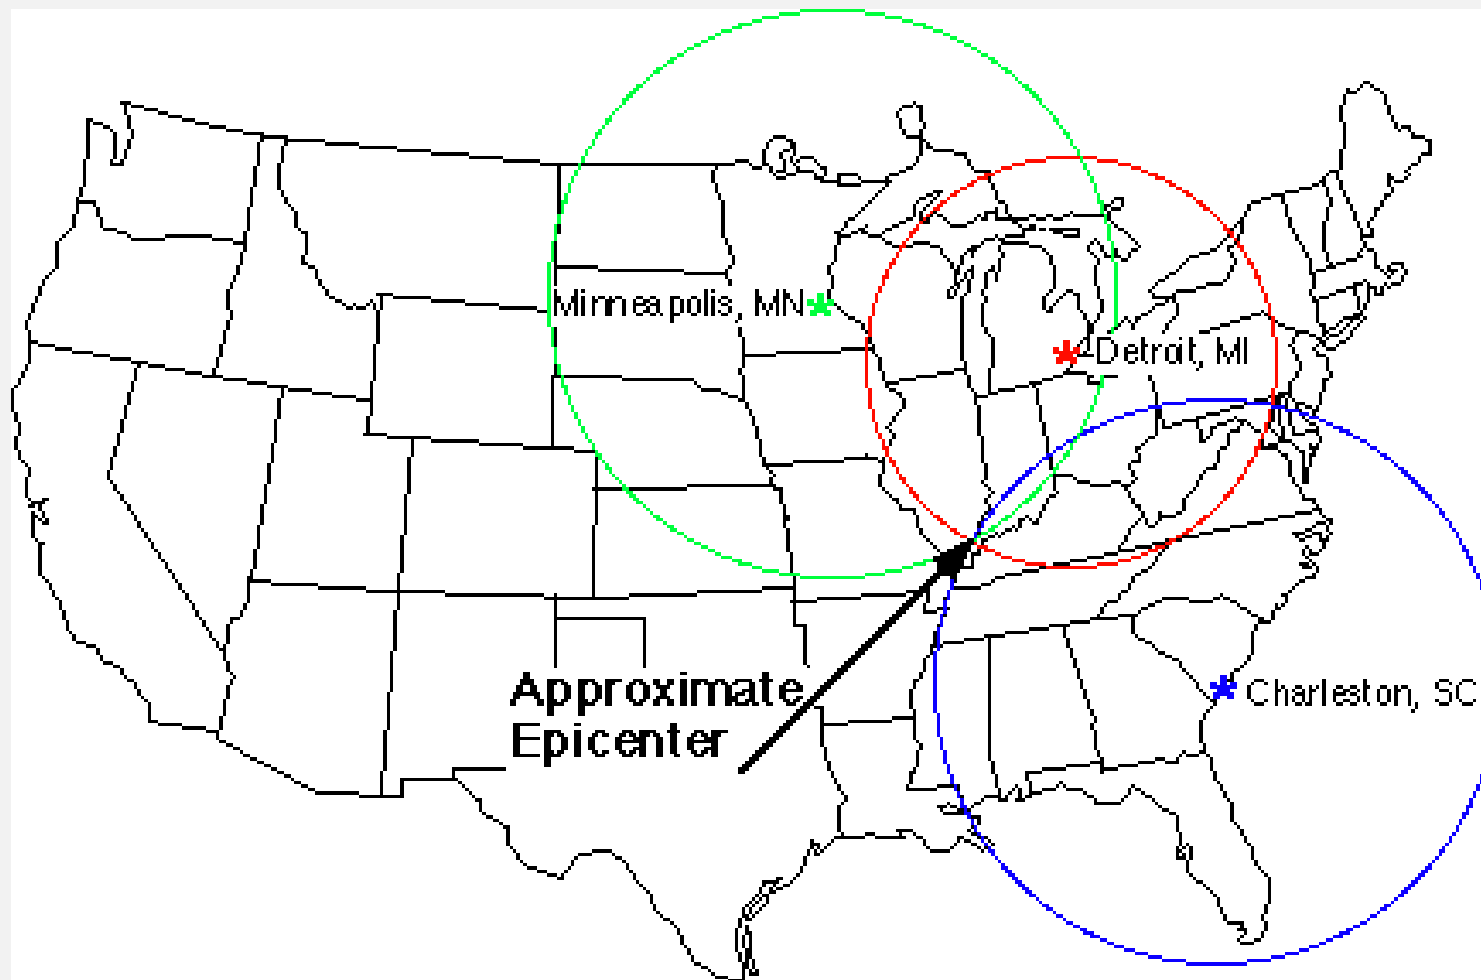 Minneapolis, MN
Detroit, MI
Approximate
Epicenter
Charleston, SC